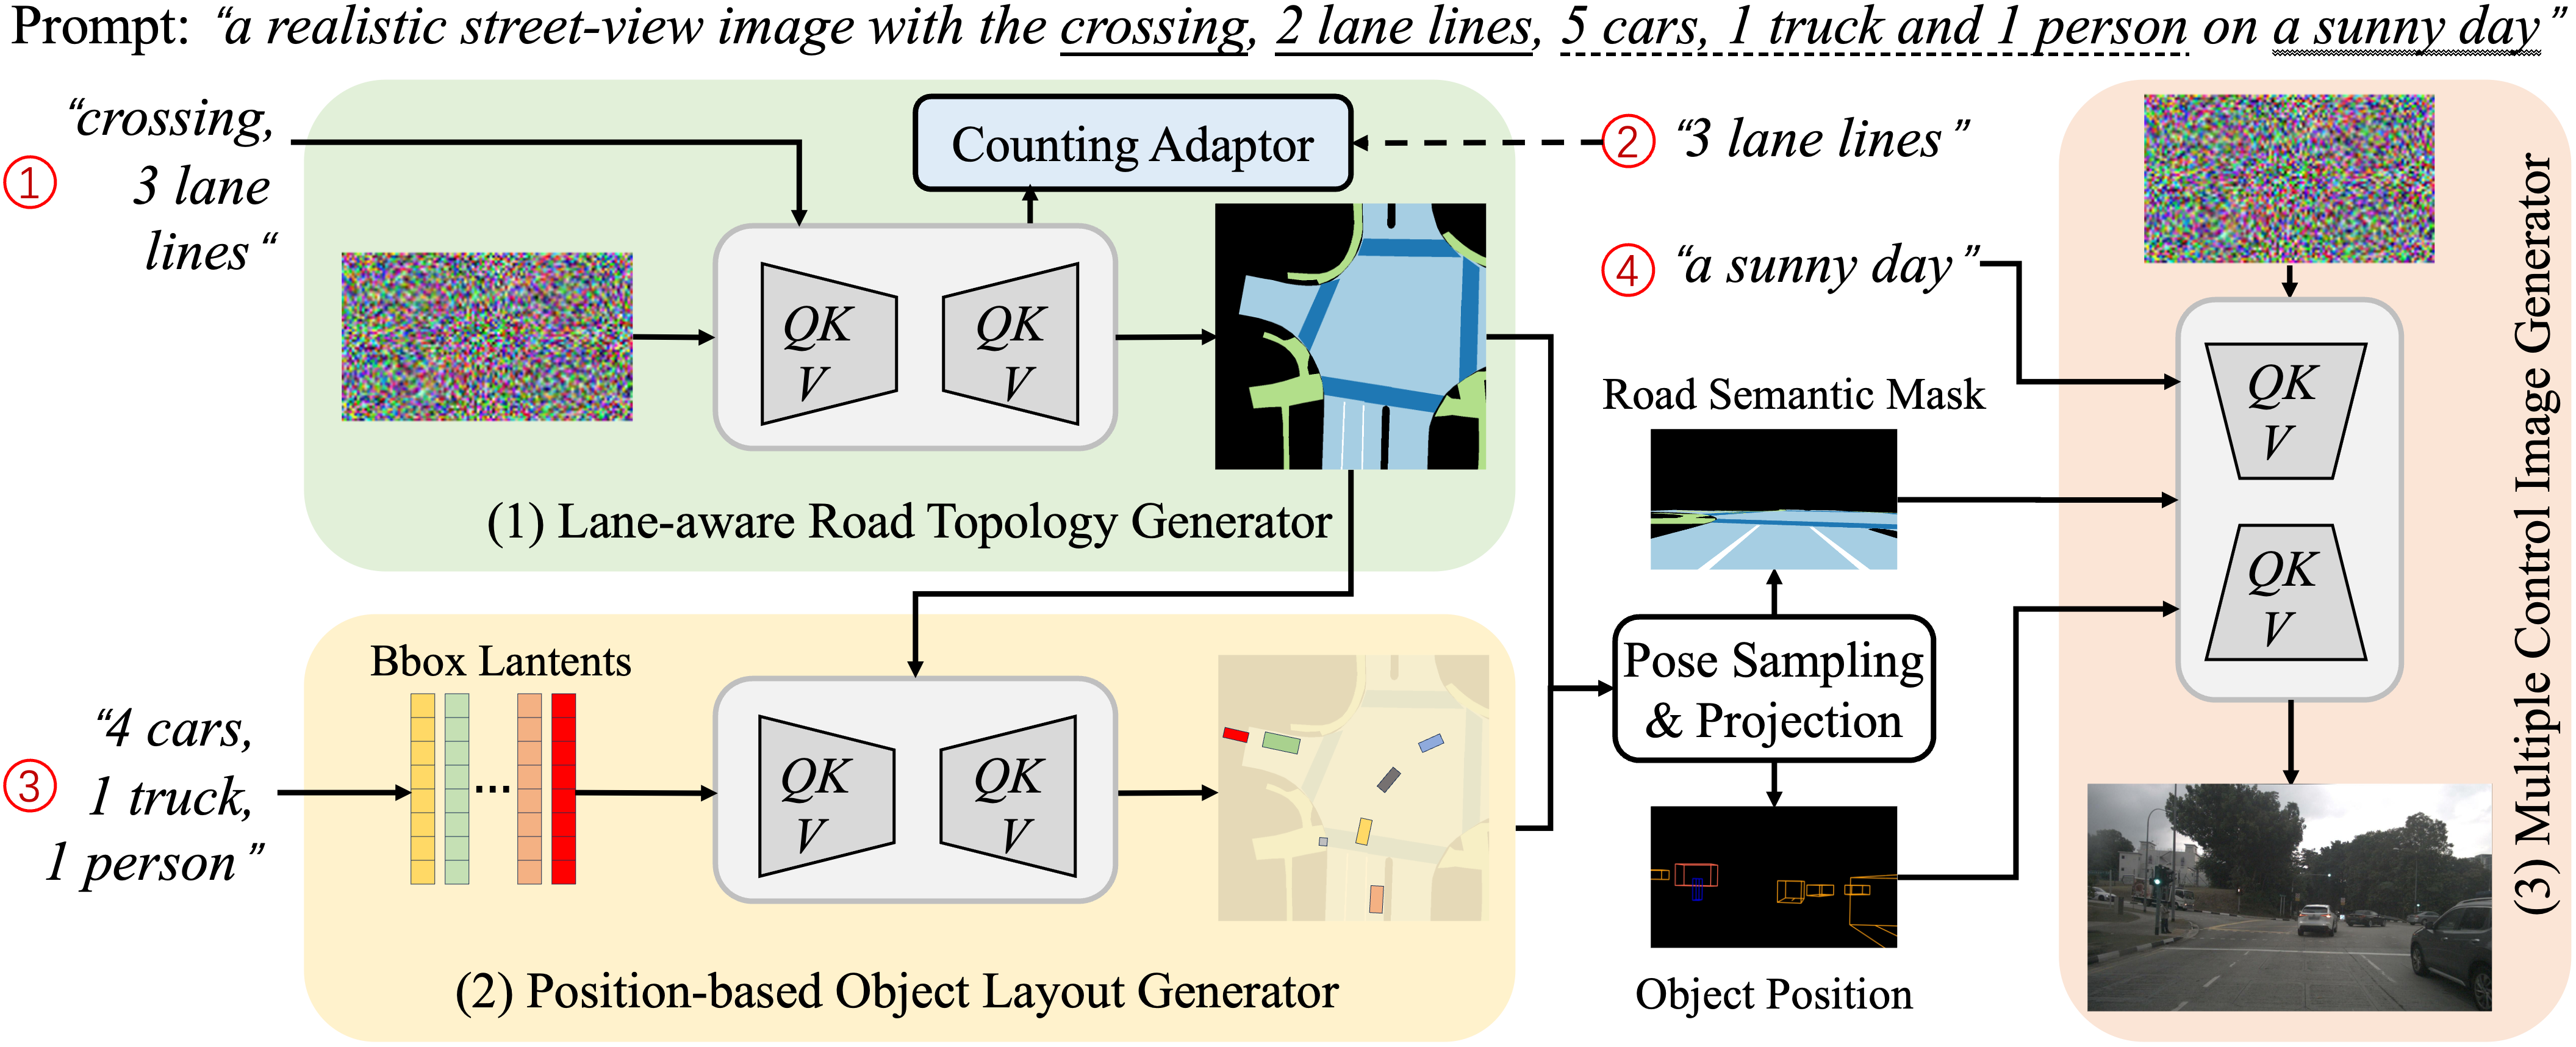 Prompt: “a realistic street-view image with the crossing, 2 lane lines, 5 cars, 1 truck and 1 person on a sunny day”
① “crossing,
3 lane
lines“
Counting Adaptor
② “3 lane lines”
QK
V
QK
V
(1) Lane-aware Road Topology Generator
④ “a sunny day”
Road Semantic Mask
③ “4 cars,
1 truck,
1 person”
Bbox Lantents
...
QK
V
QK
V
(2) Position-based Object Layout Generator
Pose Sampling
& Projection
Object Position
QK
V
QK
V
(3) Multiple Control Image Generator